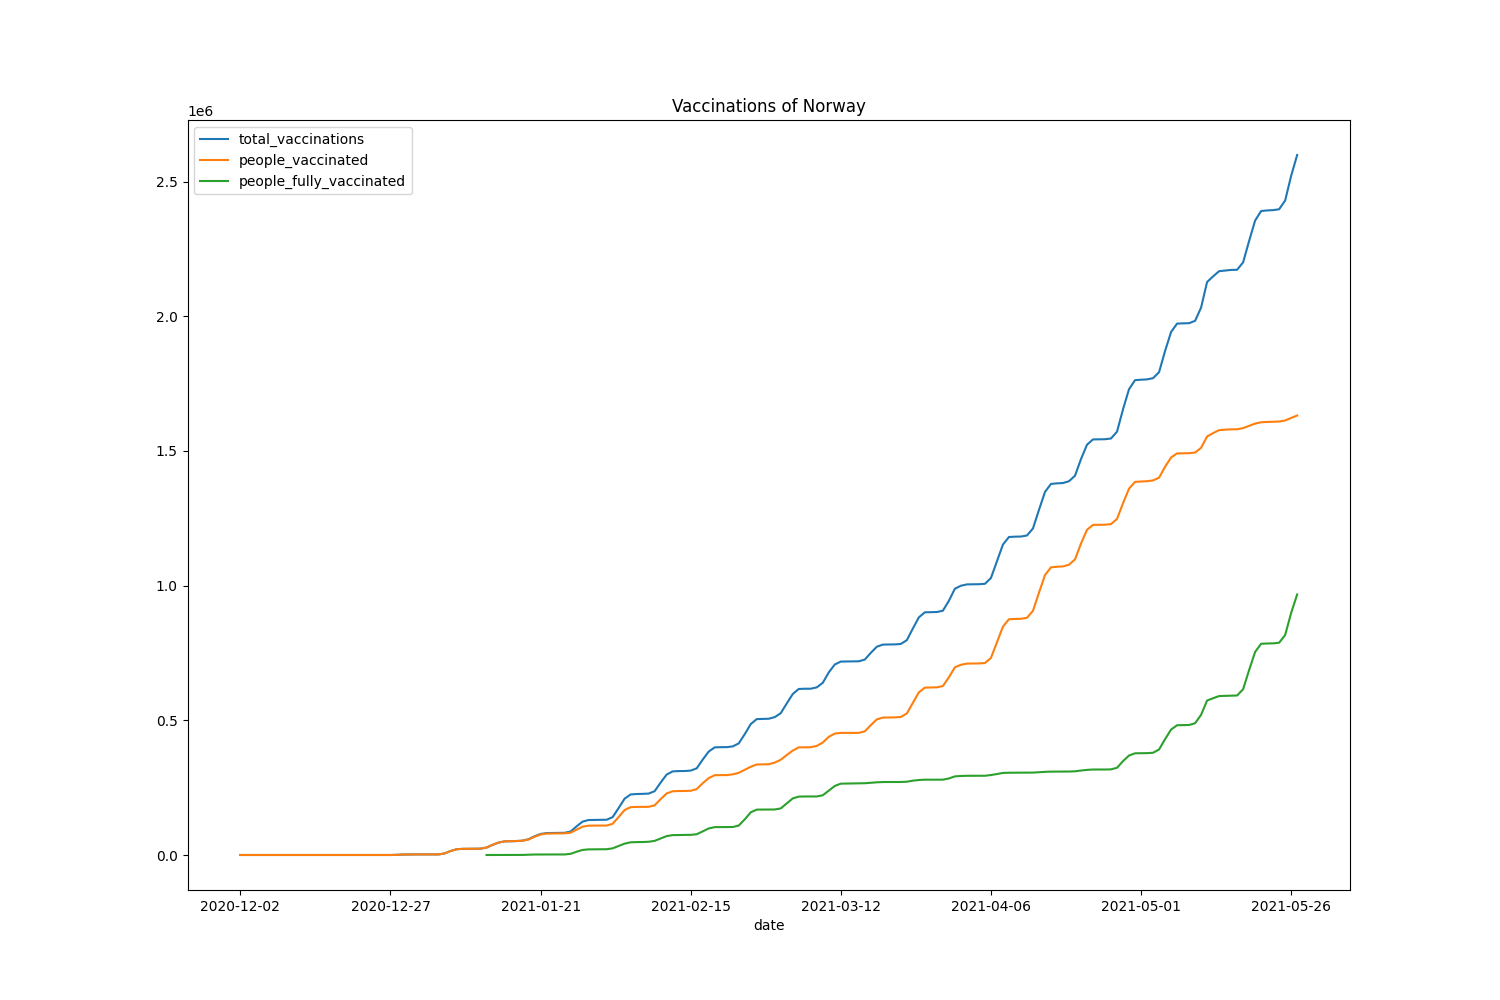 Vaccinations of Norway
1e6
total_vaccinations
people_vaccinated
people_fully_vaccinated
2.5
2.0
1.5
1.0
0.5
0.0
2020-12-02 2020-12-27 2021-01-21 2021-02-15 2021-03-12 2021-04-06 2021-05-01 2021-05-26
date